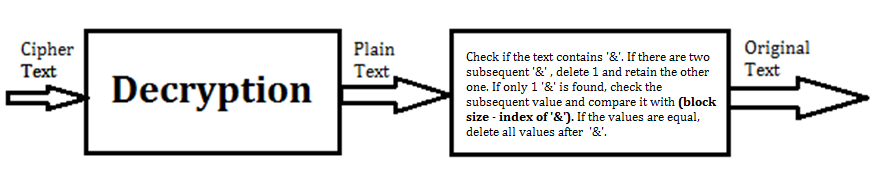 Cipher
Text
Decryption
Plain
Text
Check if the text contains '&'. If there are two
subsequent '&' , delete 1 and retain the other
one. If only 1 '&' is found, check the
subsequent value and compare it with (block
size - index of '&'). If the values are equal,
delete all values after '&'.
Original
Text